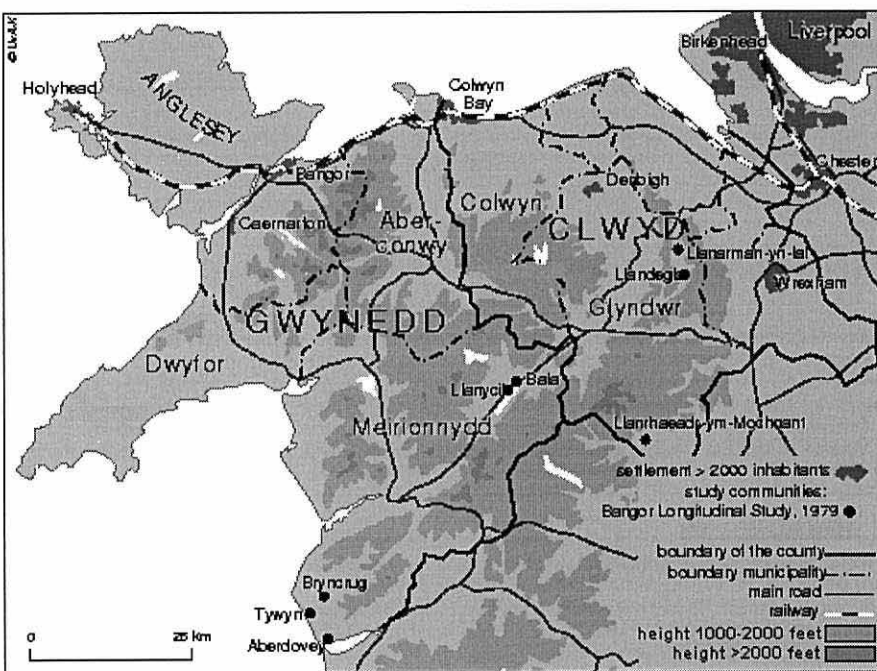 © LivAK
Liverpool
Birkenhead
Holyhead
ANGLESEY
Colwyn
Bay
Bangor
Chester
Denbigh
Caernarfon
Aber-
conwy
Colwyn
CLWYD
Llanarman-yn-Ial
Llandegla
Wrexham
Glyndwr
GWYNEDD
Dwyfor
Llanycil
Bala
Meirionnydd
Llanrhaeadr-ym-Mochnant
settlement > 2000 inhabitants
study communities:
Bangor Longitudinal Study, 1979
boundary of the county
boundary municipality
main road
railway
height 1000-2000 feet
height >2000 feet
Bryncrug
Tywyn
Aberdovey
0 25 km